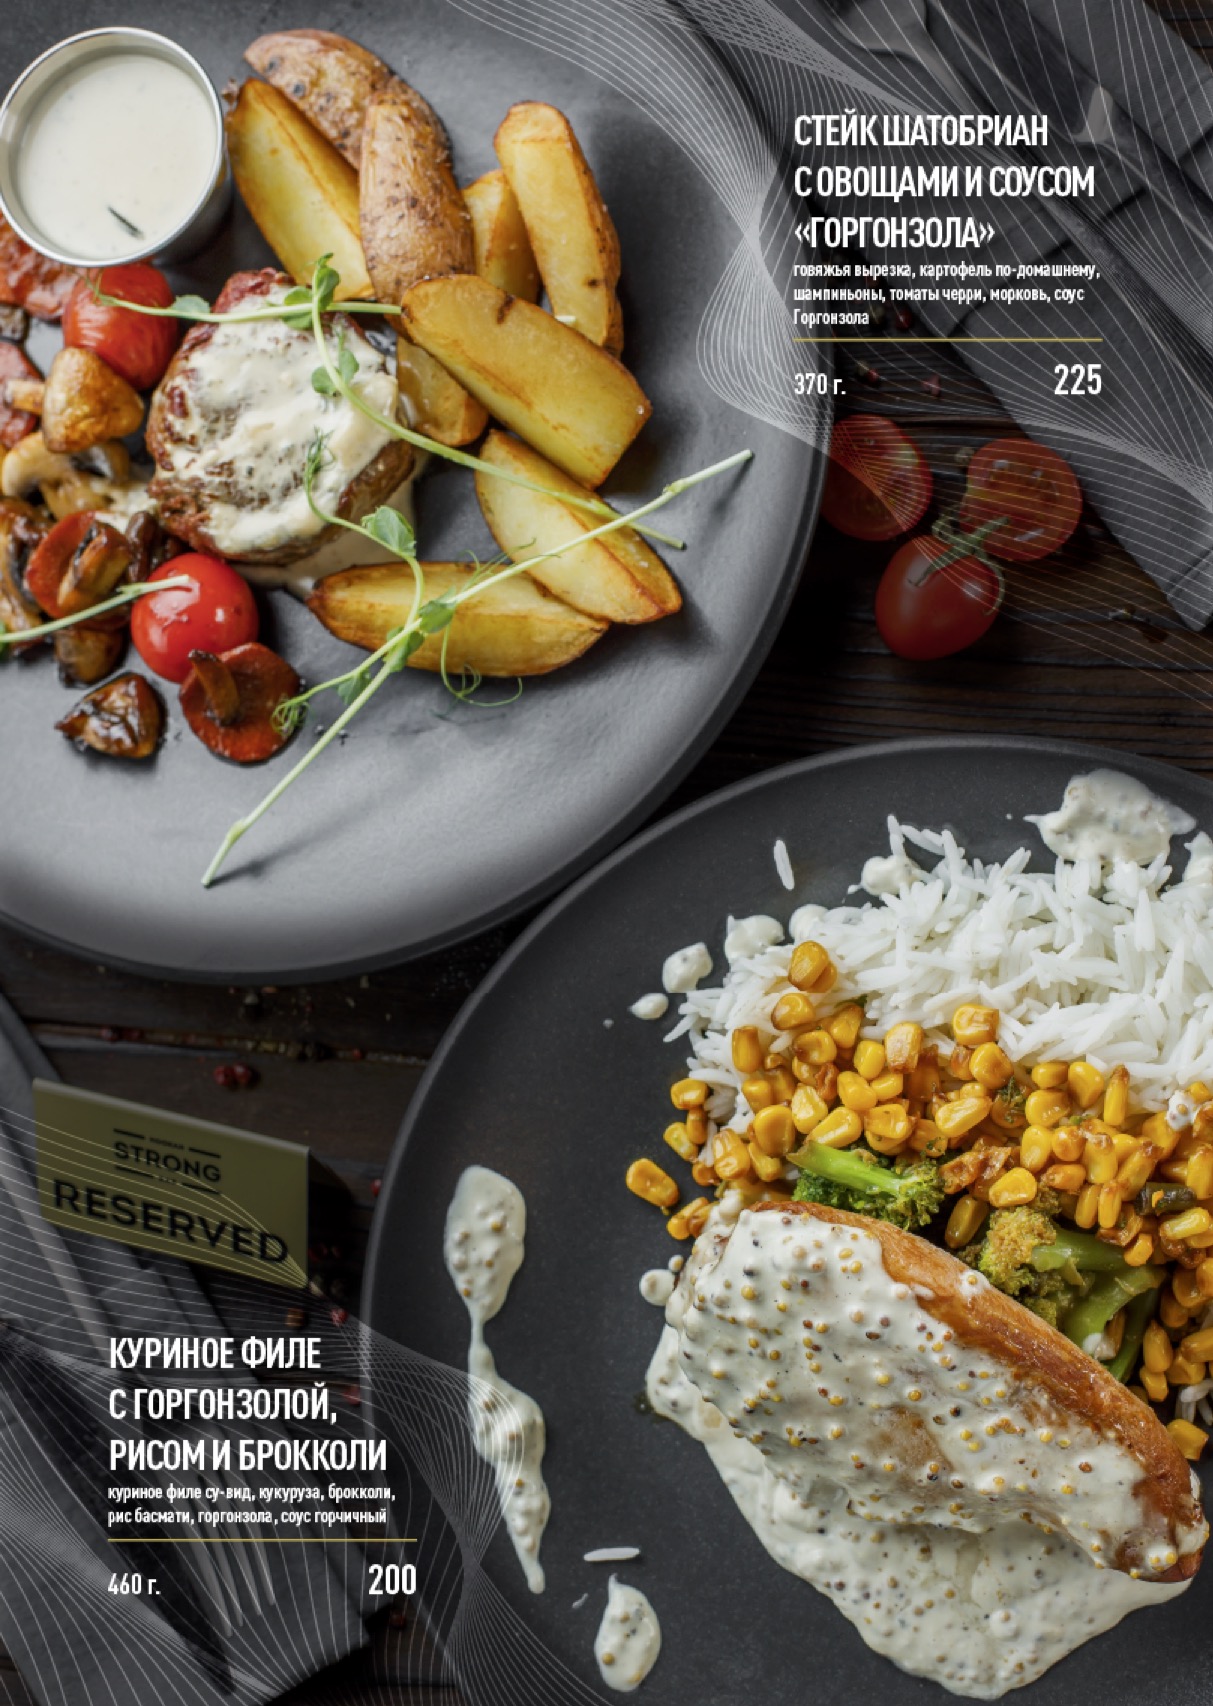 СТЕЙК ШАТОБРИАН
С ОВОЩАМИ И СОУСОМ
«ГОРГОНЗОЛА»
говяжья вырезка, картофель по-домашнему,
шампиньоны, томаты черри, морковь, соус
Горгонзола
370 г. 225
STRONG
RESERVED
КУРИНОЕ ФИЛЕ
С ГОРГОНЗОЛОЙ,
РИСОМ И БРОККОЛИ
куриное филе су-вид, кукуруза, брокколи,
рис басмати, горгонзола, соус горчичный
460 г. 200